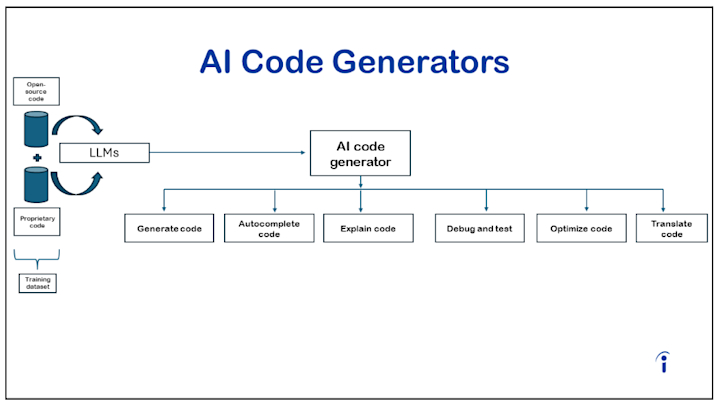 AI Code Generators
Open-
source
code
LLMs
AI code
generator
Proprietary
code
Training
dataset
Generate code
Autocomplete
code
Explain code
Debug and test
Optimize code
Translate
code